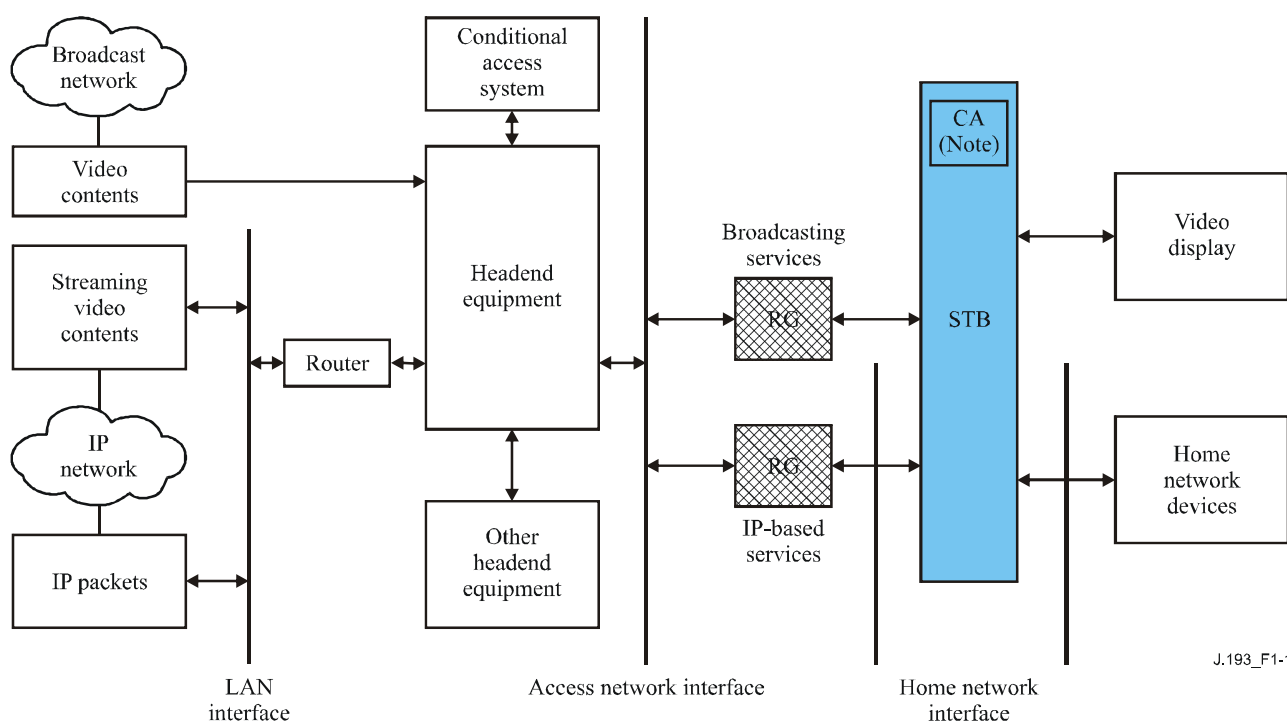 Broadcast
network
Video
contents
Streaming
video
contents
IP
network
IP packets
LAN
interface
Router
Conditional
access
system
Headend
equipment
Other
headend
equipment
Access network interface
Broadcasting
services
RG
RG
IP-based
services
CA
(Note)
STB
Home network
interface
Video
display
Home
network
devices